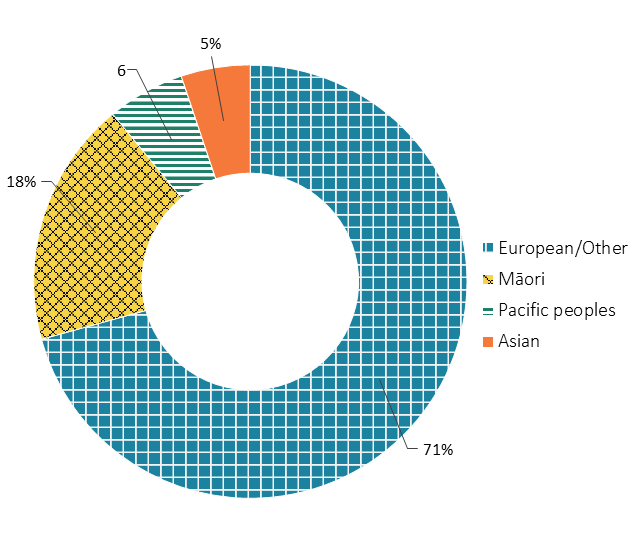 5%
6
18%
European/Other
Māori
Pacific peoples
Asian
71%